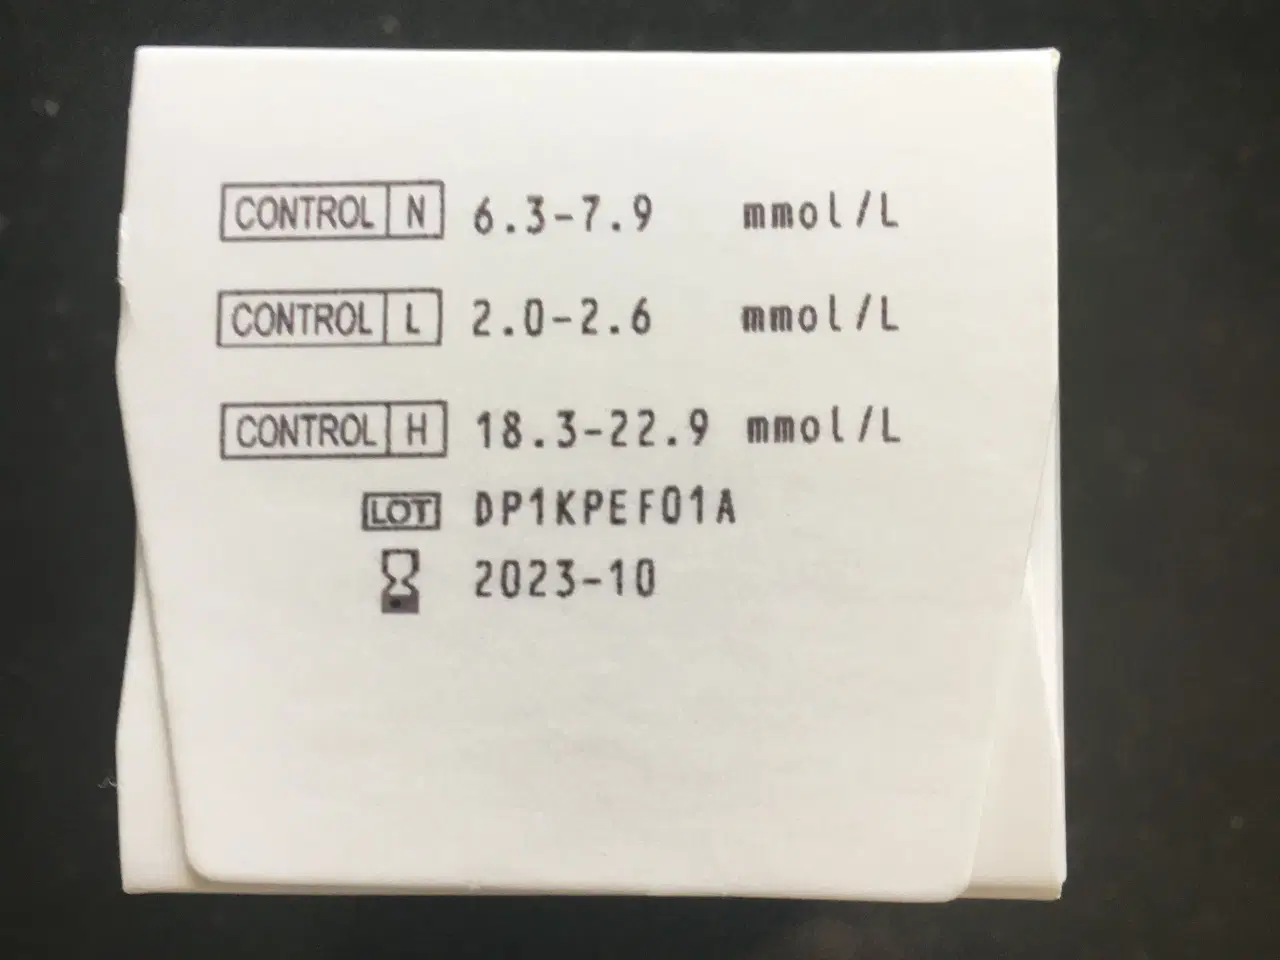 CONTROL N 6.3-7.9 mmol/L
CONTROL L 2.0-2.6 mmol/L
CONTROL H 18.3-22.9 mmol/L
LOT DP1KPEF01A
2023-10